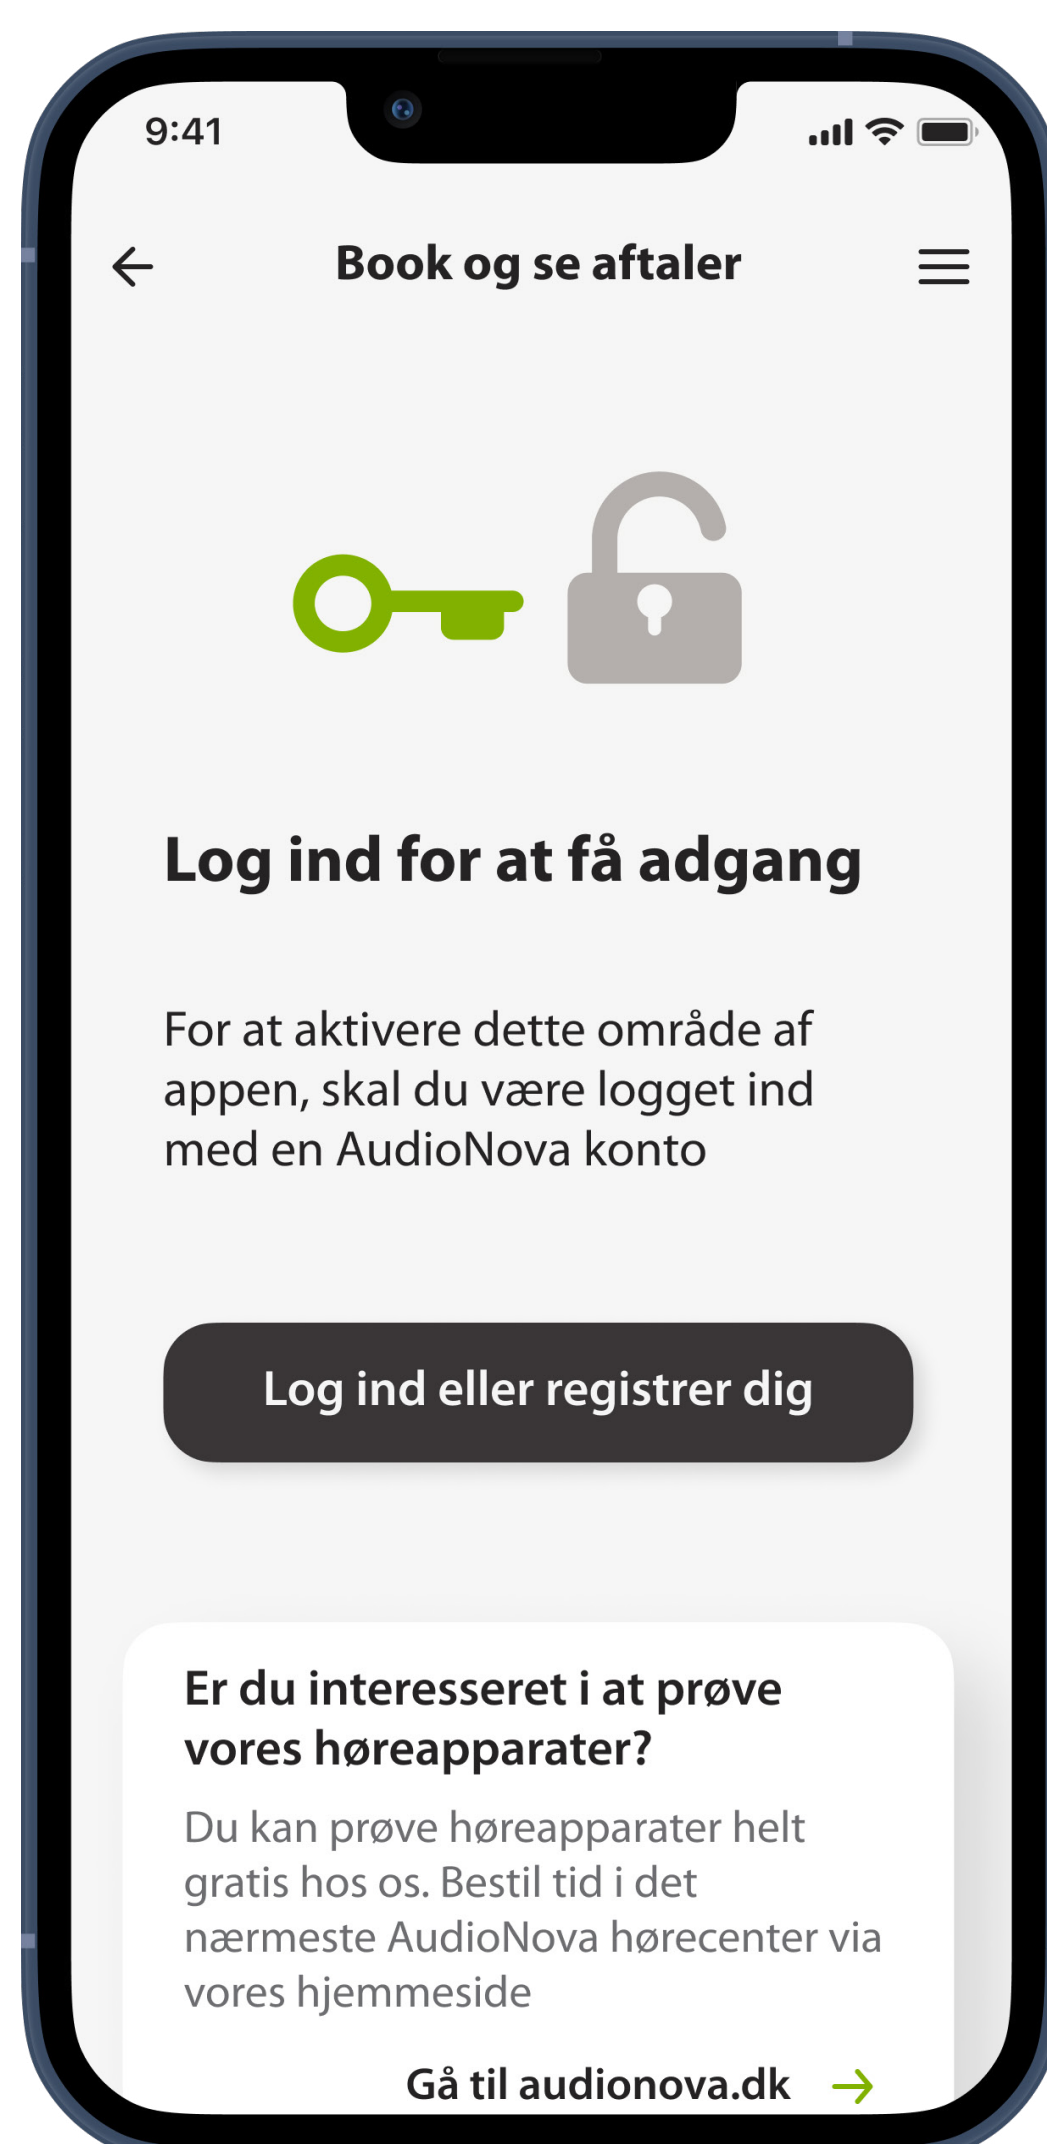 9:41
Book og se aftaler
Log ind for at få adgang
For at aktivere dette område af
appen, skal du være logget ind
med en AudioNova konto
Log ind eller registrer dig
Er du interesseret i at prøve
vores høreapparater?
Du kan prøve høreapparater helt
gratis hos os. Bestil tid i det
nærmeste AudioNova hørecenter via
vores hjemmeside
Gå til audionova.dk →